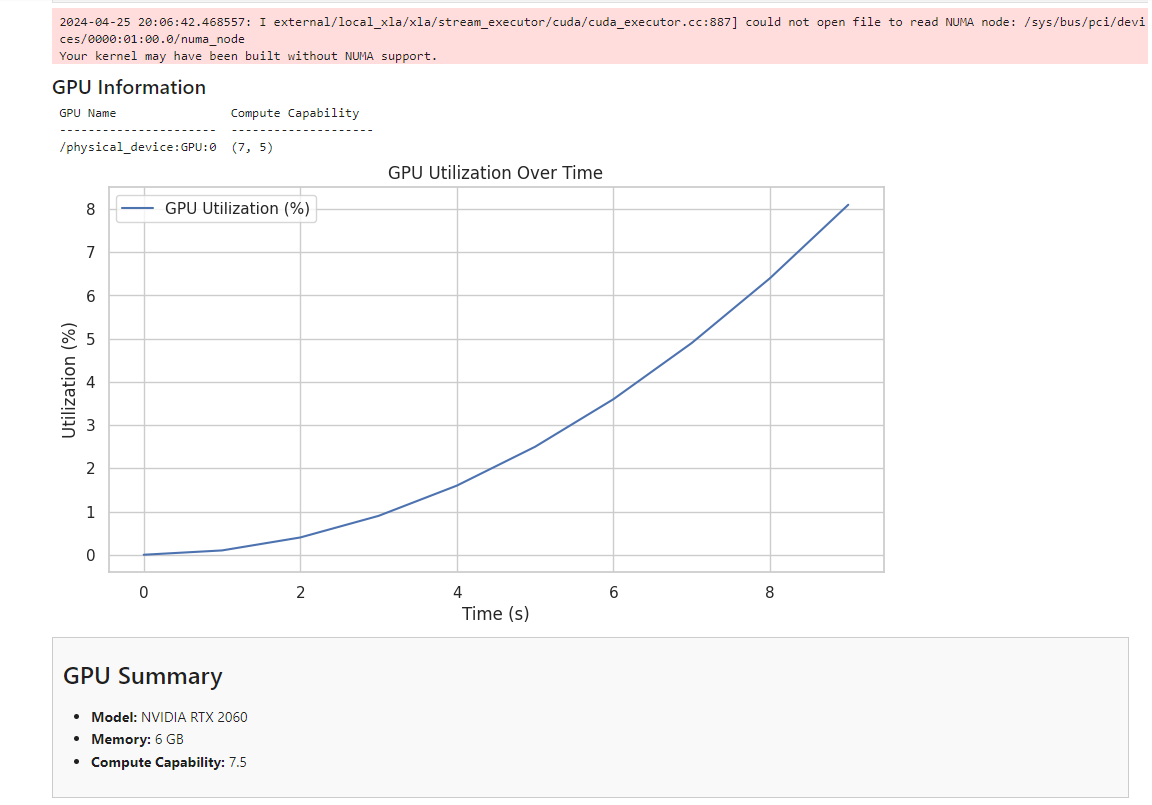 2024-04-25 20:06:42.468557: I external/local_xla/xla/stream_executor/cuda/cuda_executor.cc:887] could not open file to read NUMA node: /sys/bus/pci/devi
ces/0000:01:00.0/numa_node
Your kernel may have been built without NUMA support.
GPU Information
GPU Name Compute Capability
---------------------- --------------------
/physical_device:GPU:0 (7, 5)
GPU Utilization Over Time
GPU Utilization (%)
8
7
6
5
4
3
2
1
0
Utilization (%)
0 2 4 6 8
Time (s)
GPU Summary
• Model: NVIDIA RTX 2060
• Memory: 6 GB
• Compute Capability: 7.5